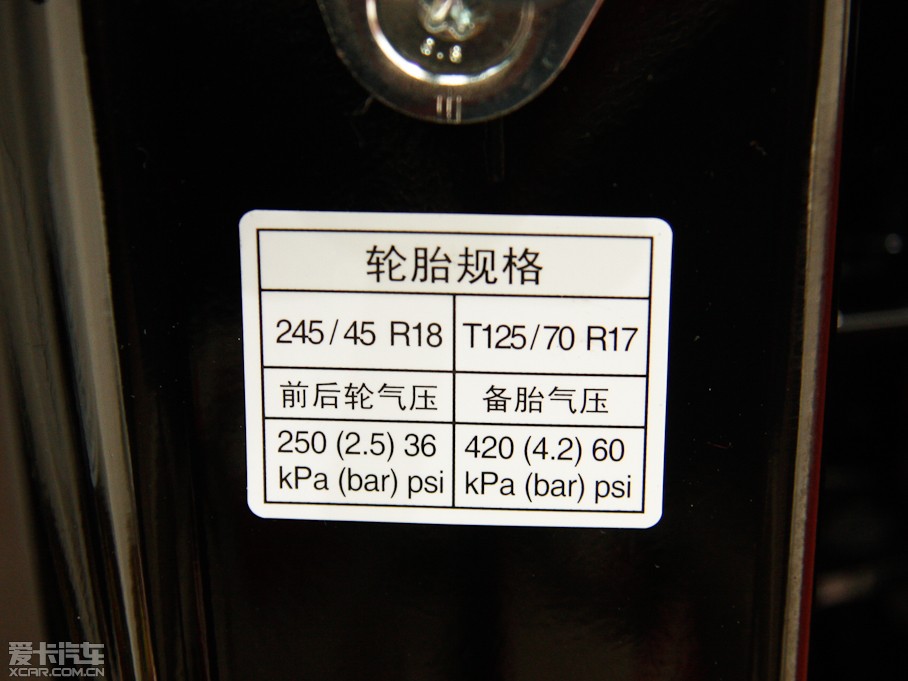 8.8
轮胎规格
245/45 R18
T125/70 R17
前后轮气压
备胎气压
250 (2.5) 36
kPa (bar) psi
420 (4.2) 60
kPa (bar) psi
爱卡汽车
XCAR.COM.CN